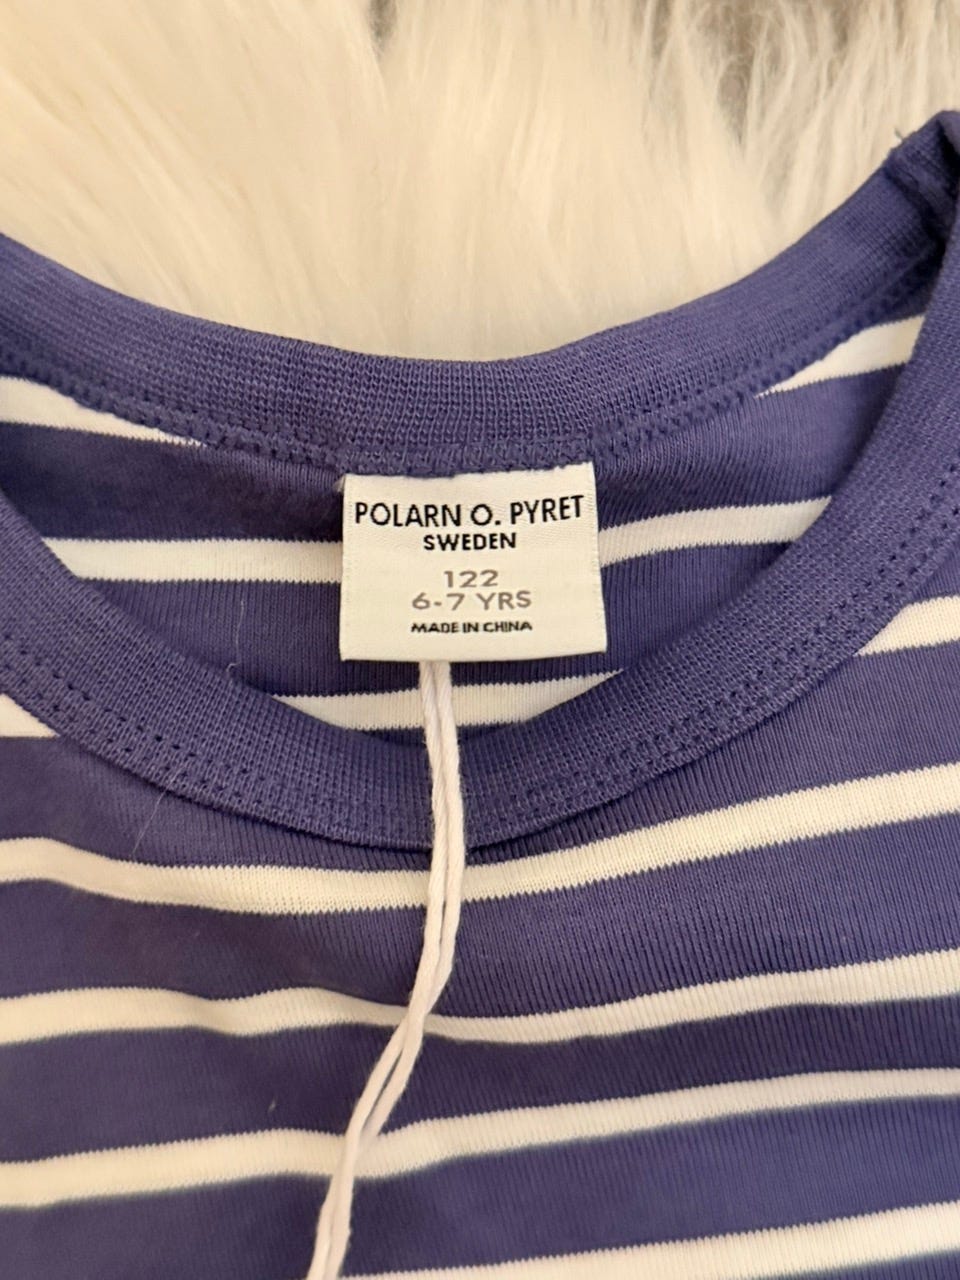 POLARN O. PYRET
SWEDEN
122
6-7 YRS
MADE IN CHINA